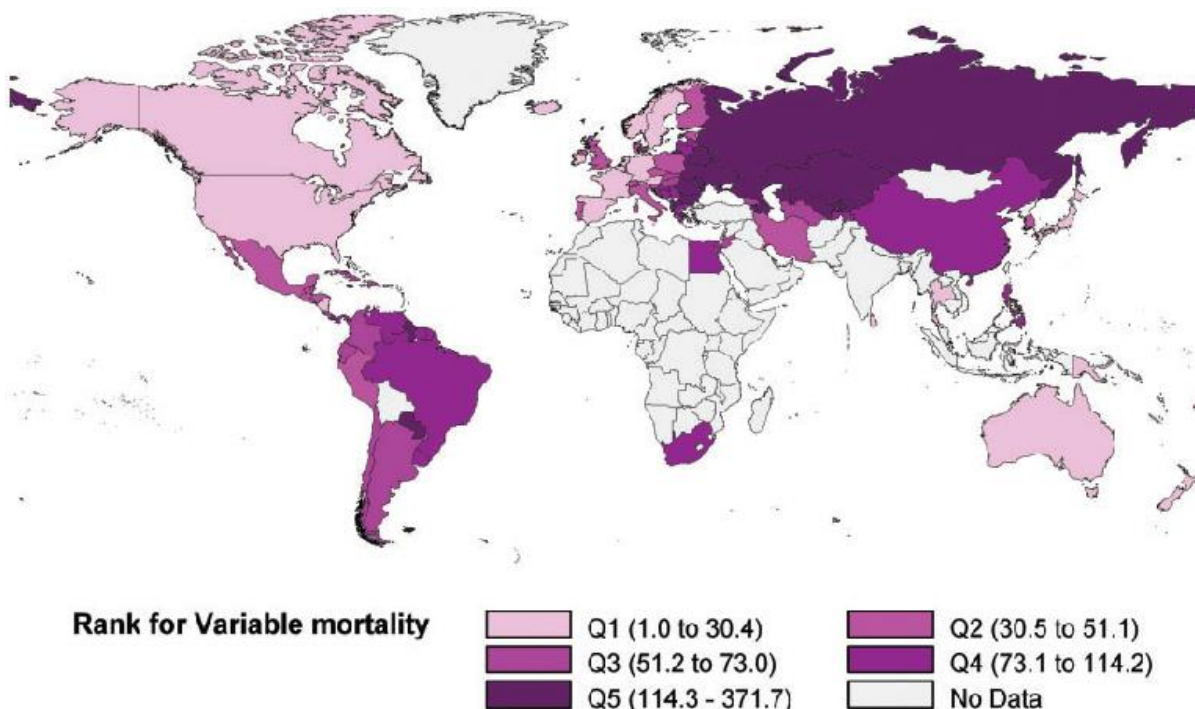 Rank for Variable mortality
Q1 (1.0 to 30.4)
Q2 (30.5 to 51.1)
Q3 (51.2 to 73.0)
Q4 (73.1 to 114.2)
Q5 (114.3 - 371.7)
No Data